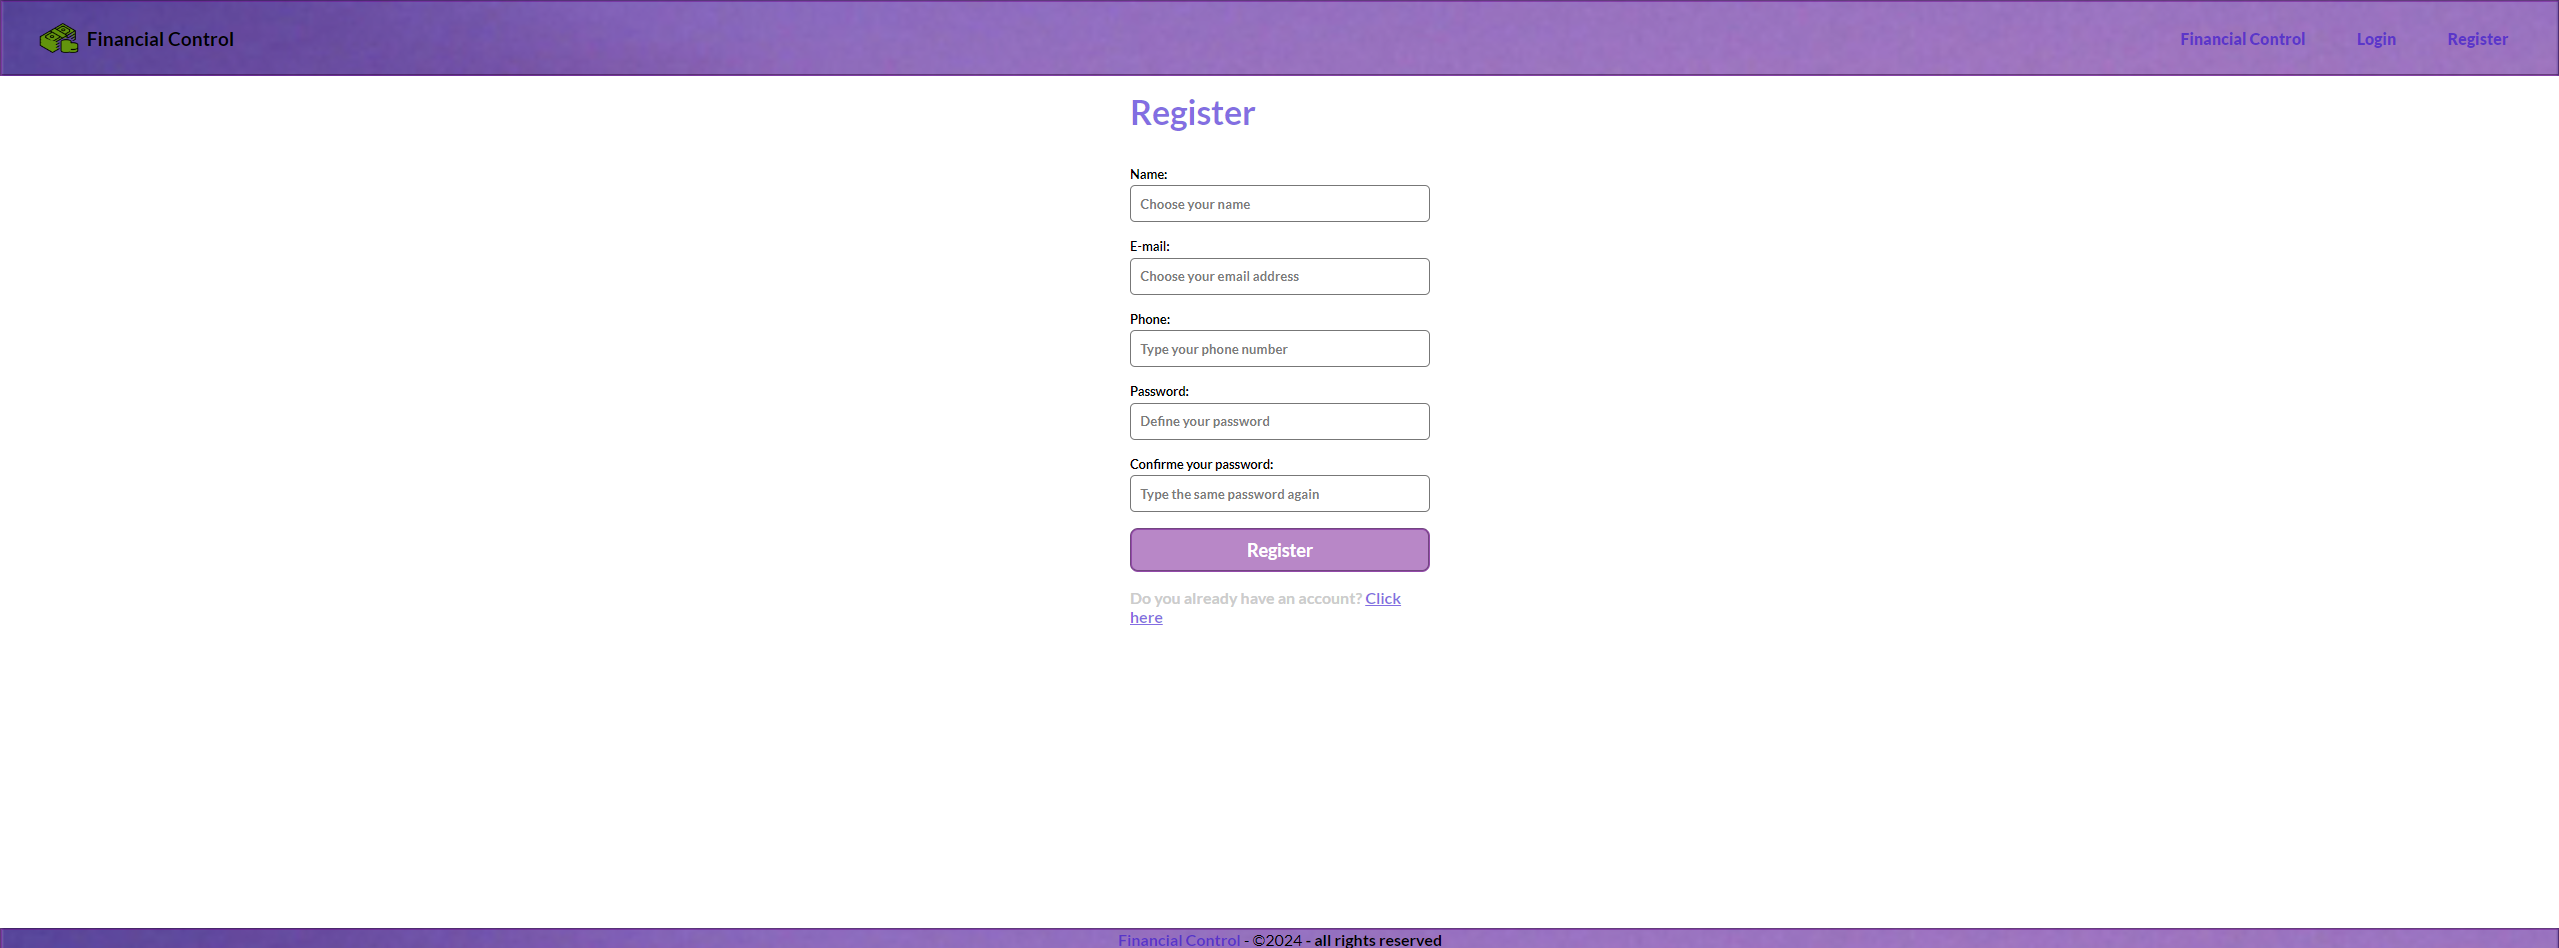 Financial Control
Financial Control Login Register
Register
Name:
Choose your name
E-mail:
Choose your email address
Phone:
Type your phone number
Password:
Define your password
Confirme your password:
Type the same password again
Register
Do you already have an account? Click
here
Financial Control - ©2024 - all rights reserved